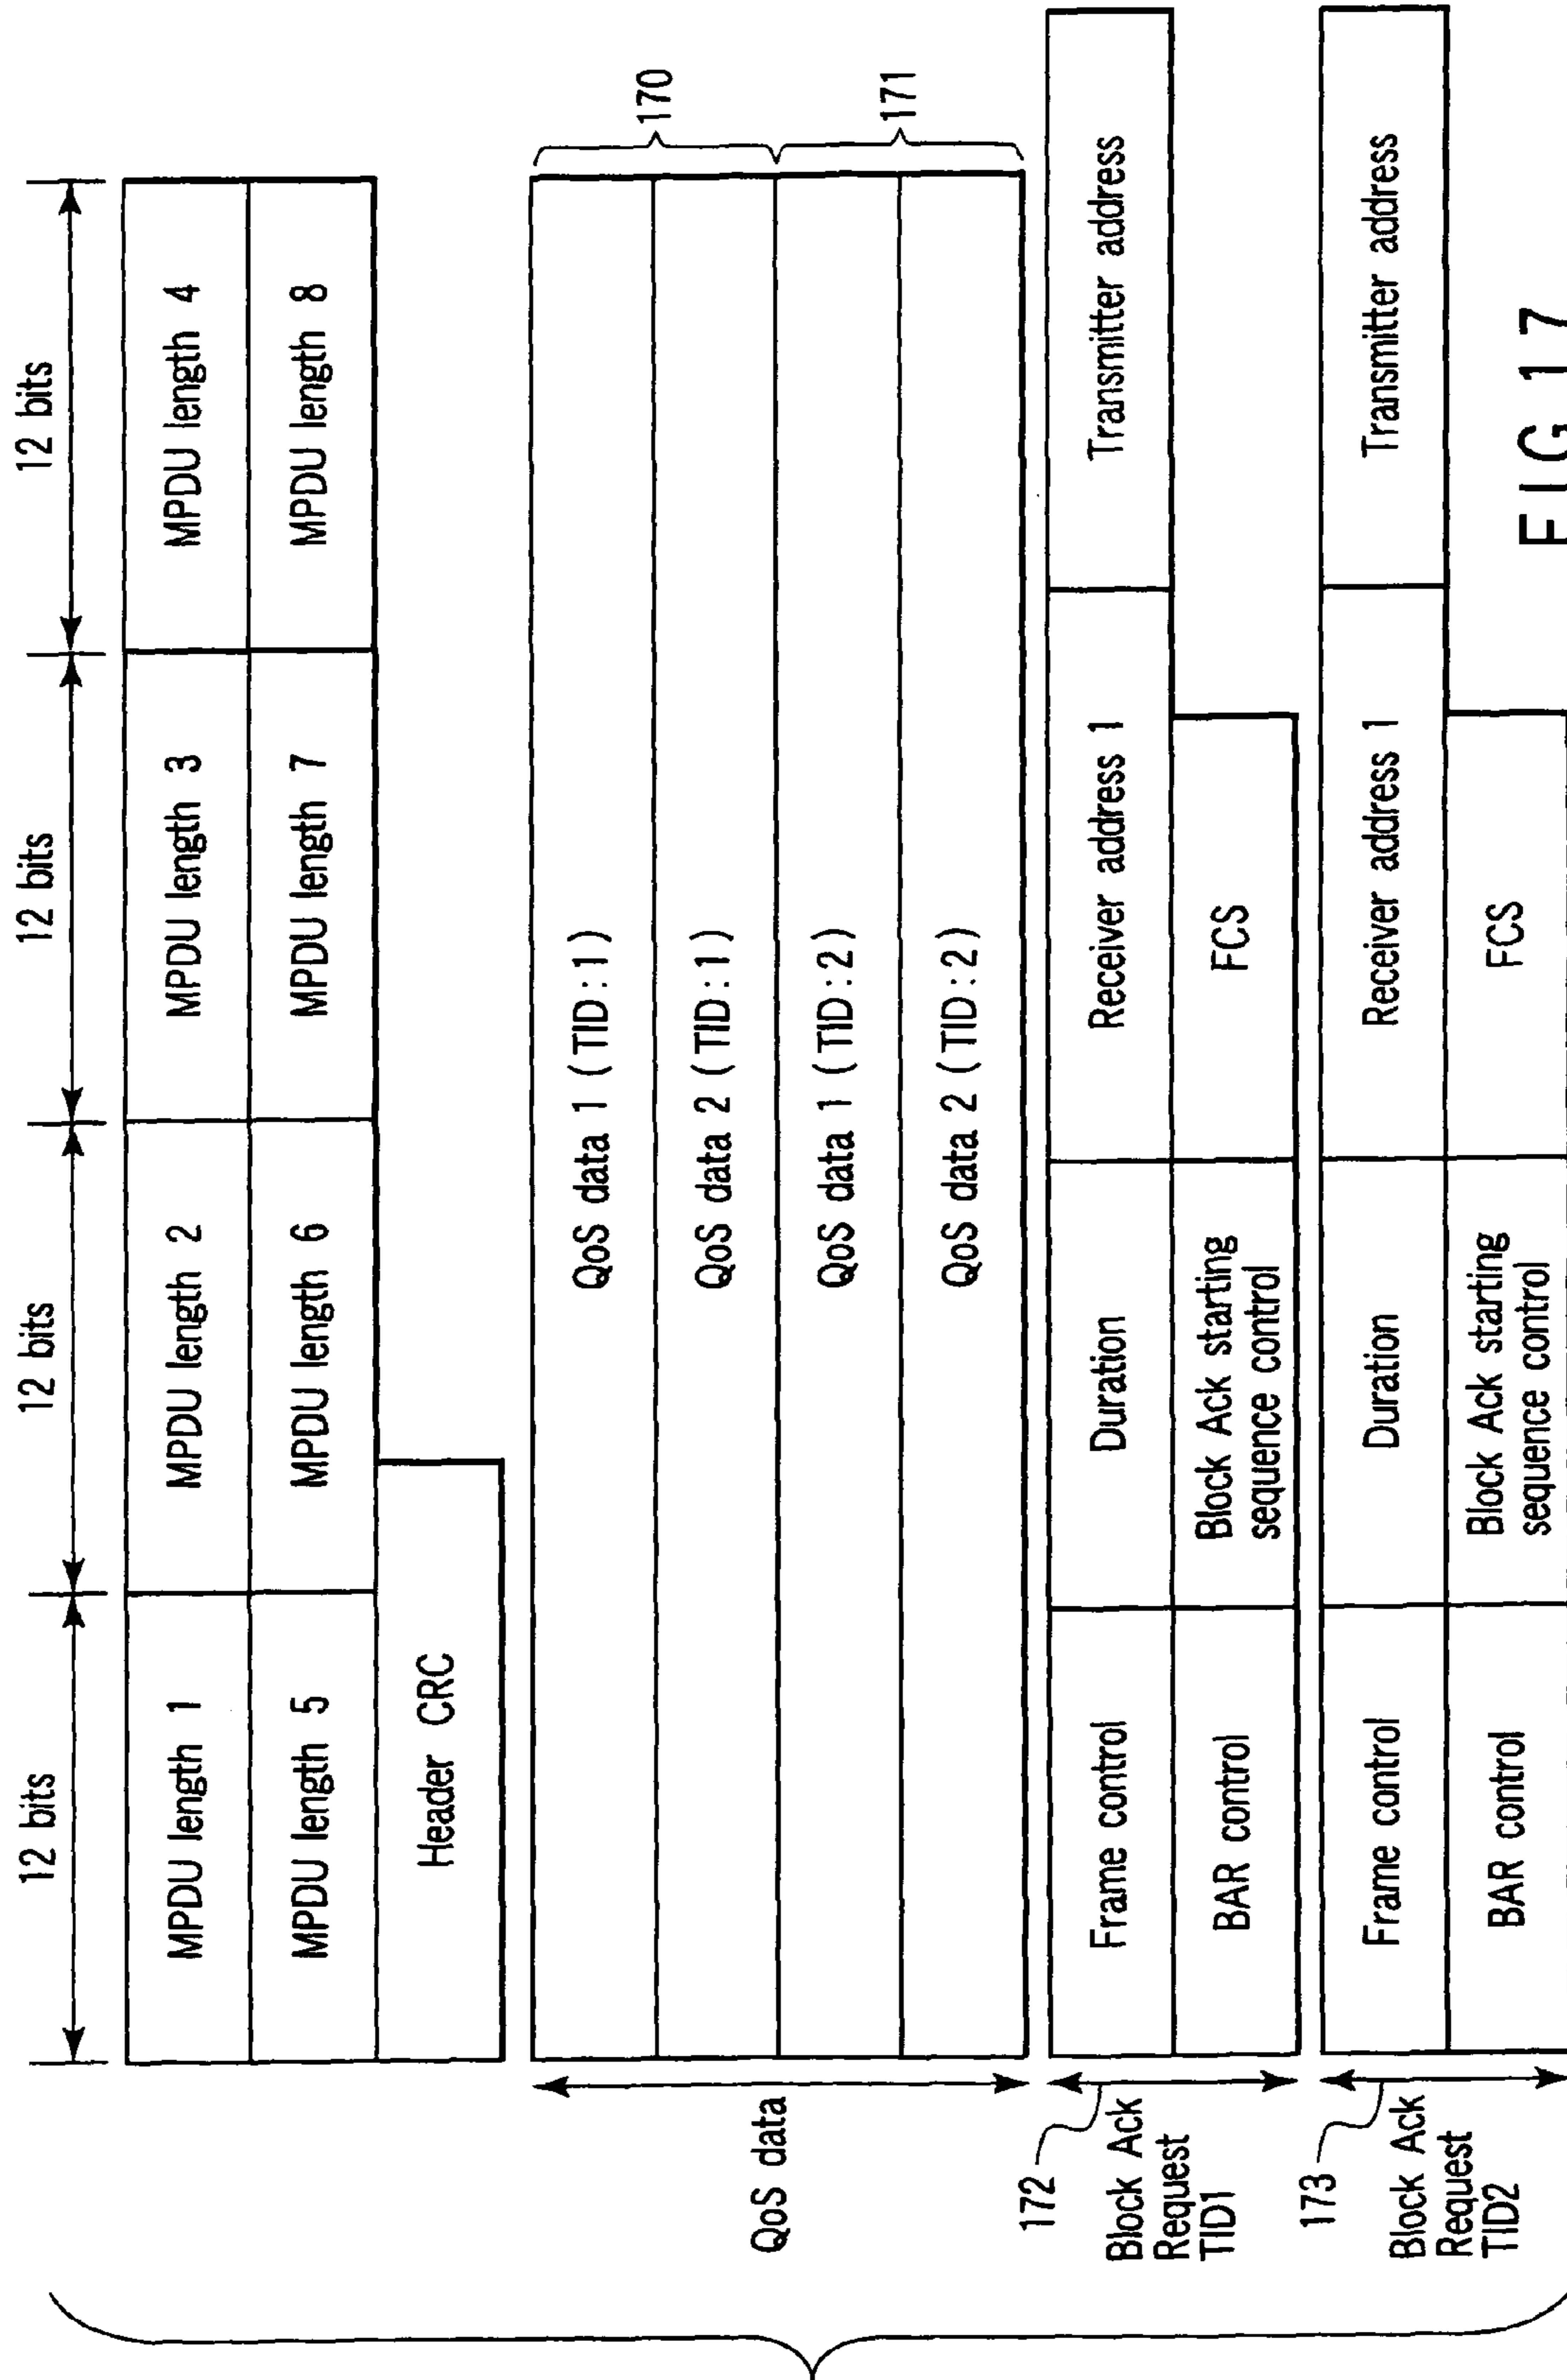 12 bits
12 bits
12 bits
12 bits
MPDU length 1
MPDU length 2
MPDU length 3
MPDU length 4
MPDU length 5
MPDU length 6
MPDU length 7
MPDU length 8
Header CRC
QoS data
QoS data 1 (TID:1)
QoS data 2 (TID:1)
170
QoS data 1 (TID:2)
QoS data 2 (TID:2)
171
172
Block Ack
Request
TID1
Frame control
Duration
Receiver address 1
Transmitter address
BAR control
Block Ack starting
sequence control
FCS
173
Block Ack
Request
TID2
Frame control
Duration
Receiver address 1
Transmitter address
BAR control
Block Ack starting
sequence control
FCS
FIG.17